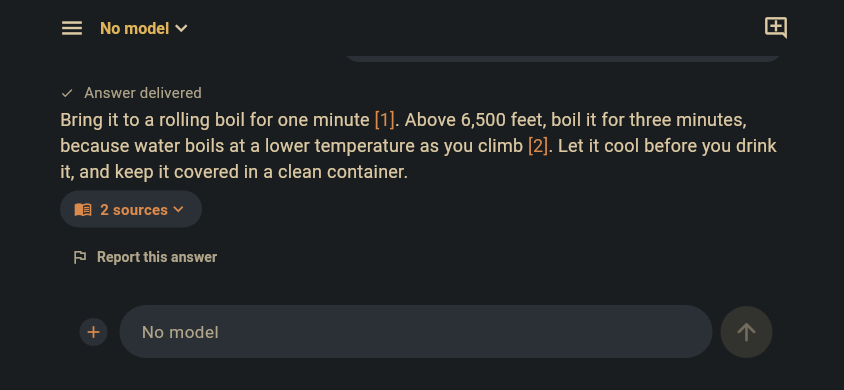 No model
Answer delivered
Bring it to a rolling boil for one minute [1]. Above 6,500 feet, boil it for three minutes,
because water boils at a lower temperature as you climb [2]. Let it cool before you drink
it, and keep it covered in a clean container.
2 sources
Report this answer
No model